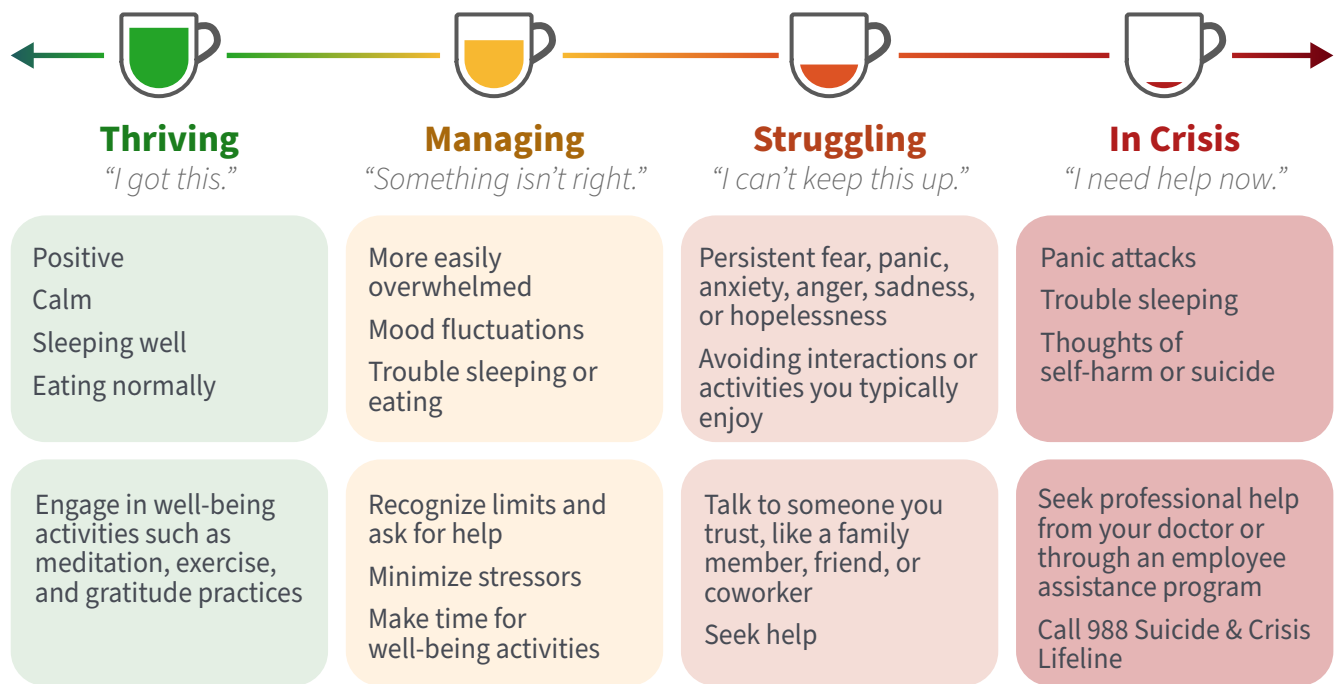 Thriving
“I got this.”
Managing
“Something isn’t right.”
Struggling
“I can’t keep this up.”
In Crisis
“I need help now.”
Positive
Calm
Sleeping well
Eating normally
More easily
overwhelmed
Mood fluctuations
Trouble sleeping or
eating
Persistent fear, panic,
anxiety, anger, sadness,
or hopelessness
Avoiding interactions or
activities you typically
enjoy
Panic attacks
Trouble sleeping
Thoughts of
self-harm or suicide
Engage in well-being
activities such as
meditation, exercise,
and gratitude practices
Recognize limits and
ask for help
Minimize stressors
Make time for
well-being activities
Talk to someone you
trust, like a family
member, friend, or
coworker
Seek help
Seek professional help
from your doctor or
through an employee
assistance program
Call 988 Suicide & Crisis
Lifeline